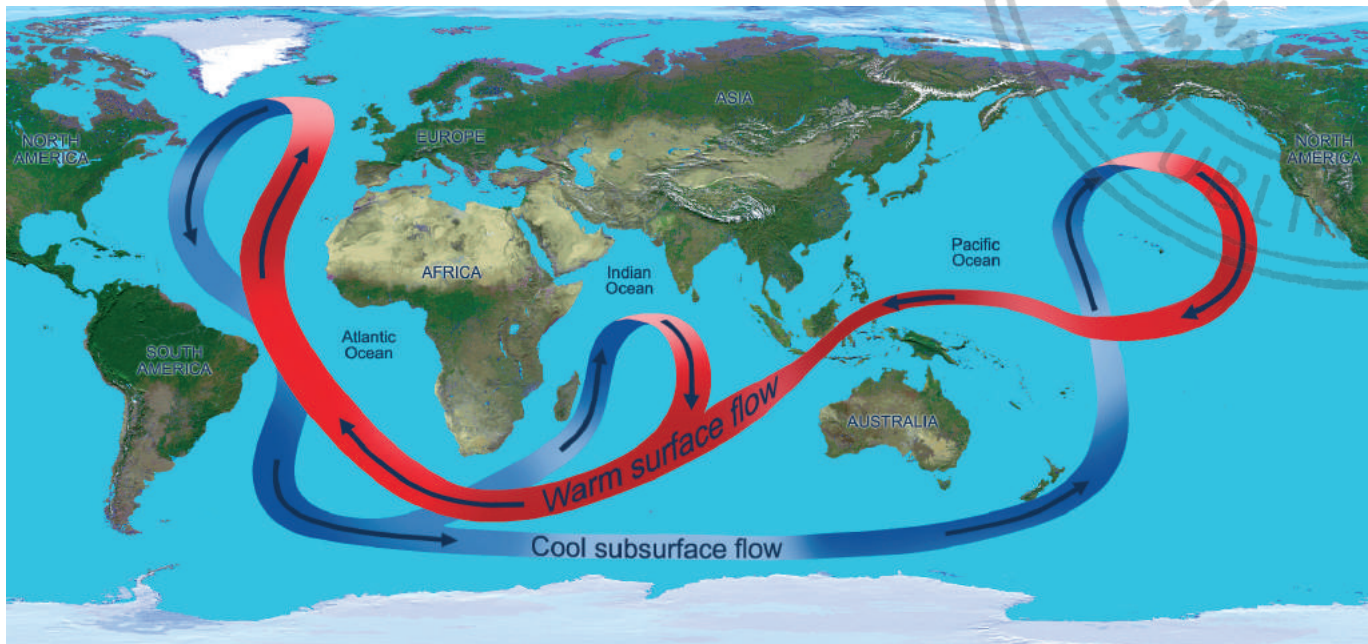 NORTH
AMERICA
EUROPE
ASIA
NORTH
AMERICA
AFRICA
Indian
Ocean
Pacific
Ocean
Atlantic
Ocean
SOUTH
AMERICA
AUSTRALIA
Warm surface flow
Cool subsurface flow